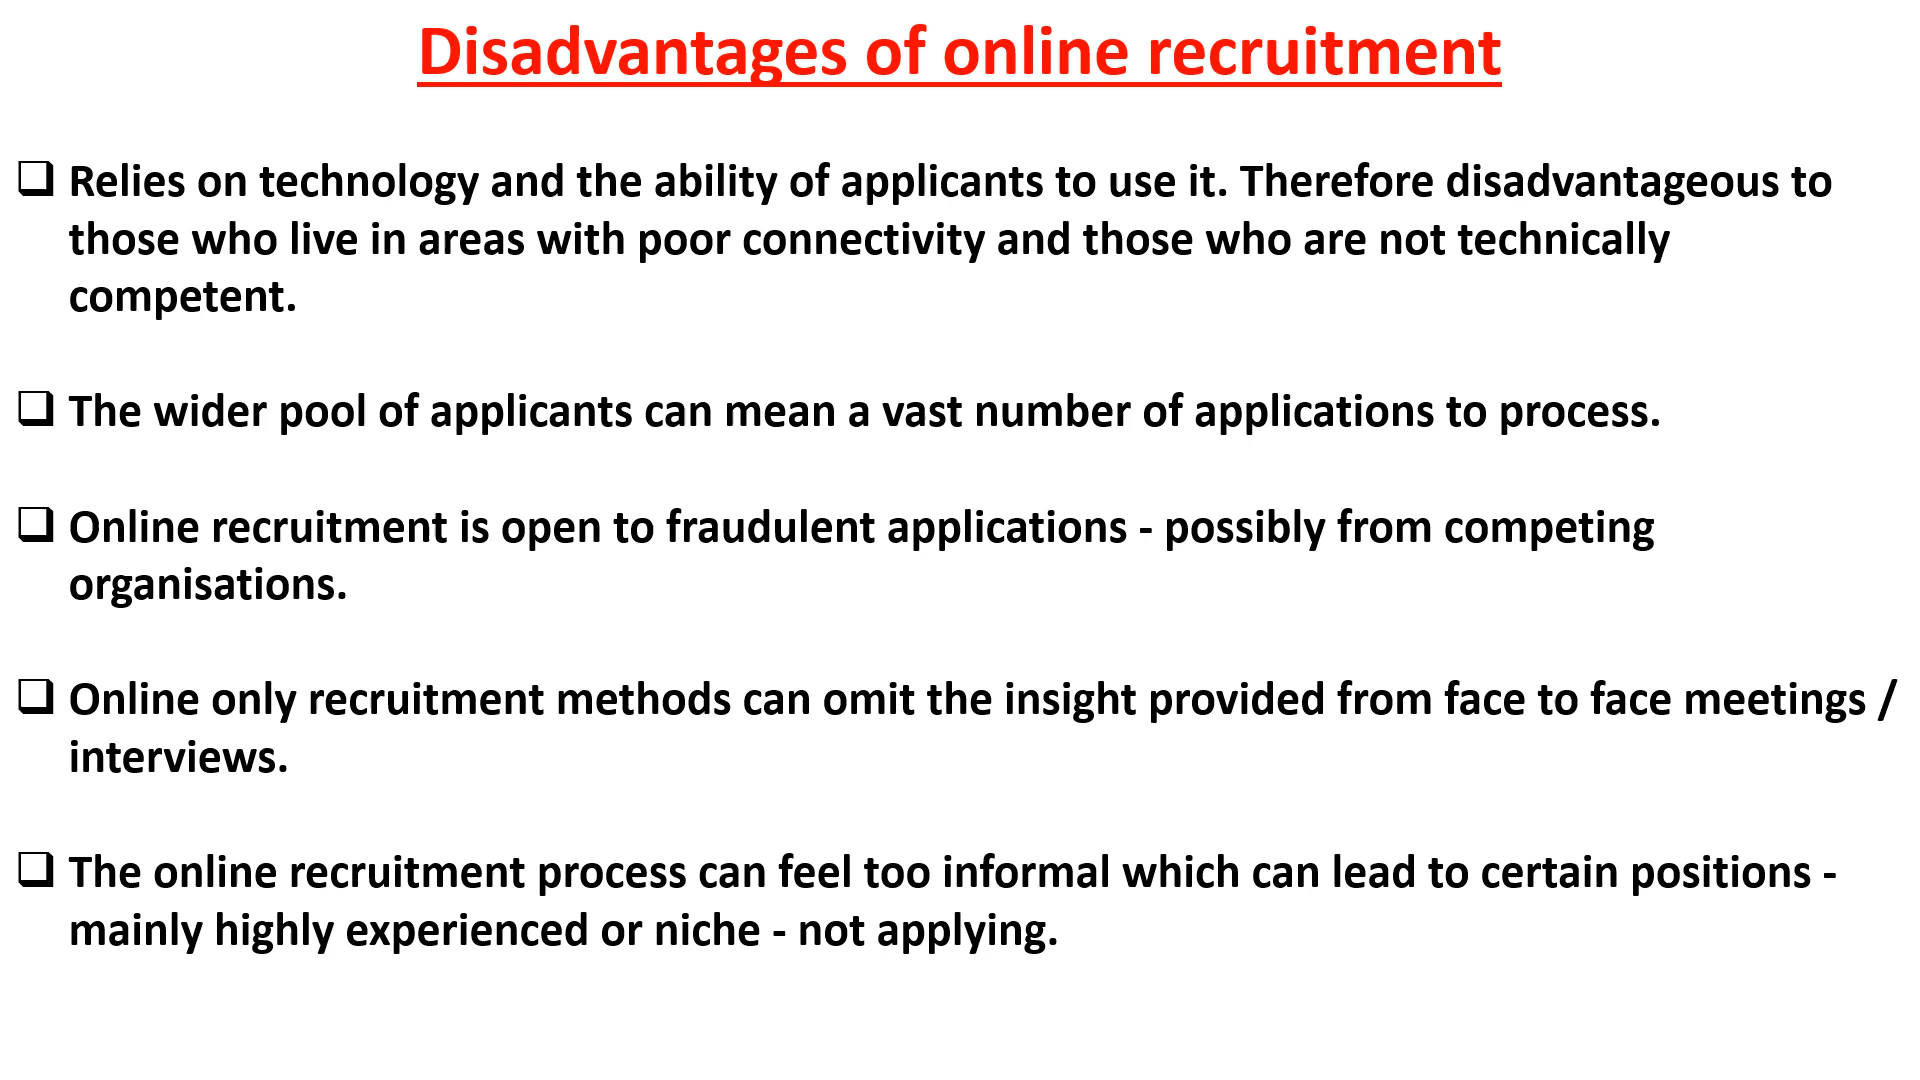 Disadvantages of online recruitment
❑ Relies on technology and the ability of applicants to use it. Therefore disadvantageous to
those who live in areas with poor connectivity and those who are not technically
competent.
❑ The wider pool of applicants can mean a vast number of applications to process.
❑ Online recruitment is open to fraudulent applications - possibly from competing
organisations.
❑ Online only recruitment methods can omit the insight provided from face to face meetings /
interviews.
❑ The online recruitment process can feel too informal which can lead to certain positions -
mainly highly experienced or niche - not applying.